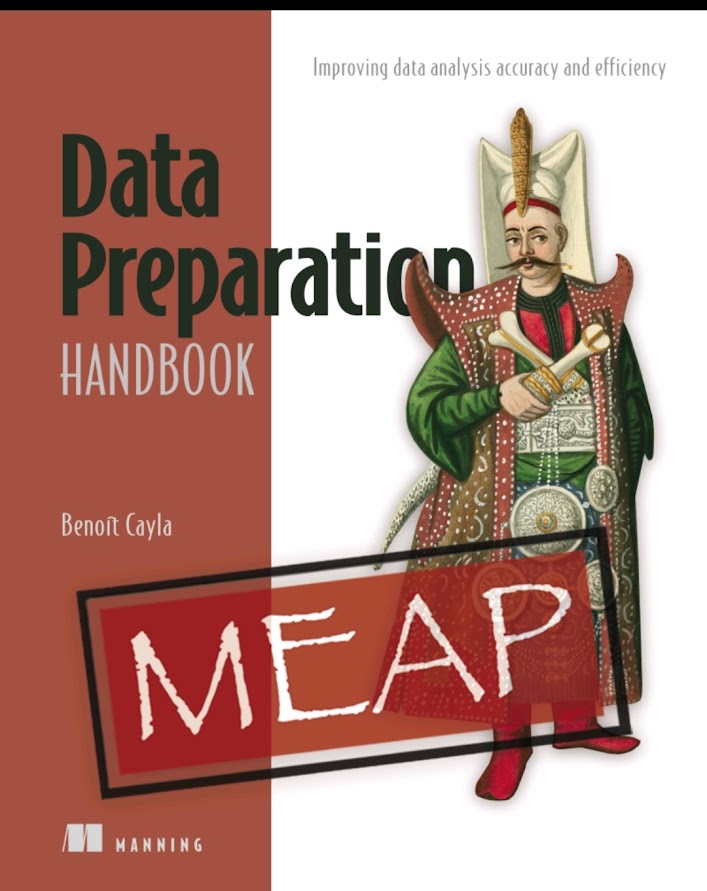 Improving data analysis accuracy and efficiency
Data
Preparation
HANDBOOK
Benoît Cayla
MEAP
MANNING